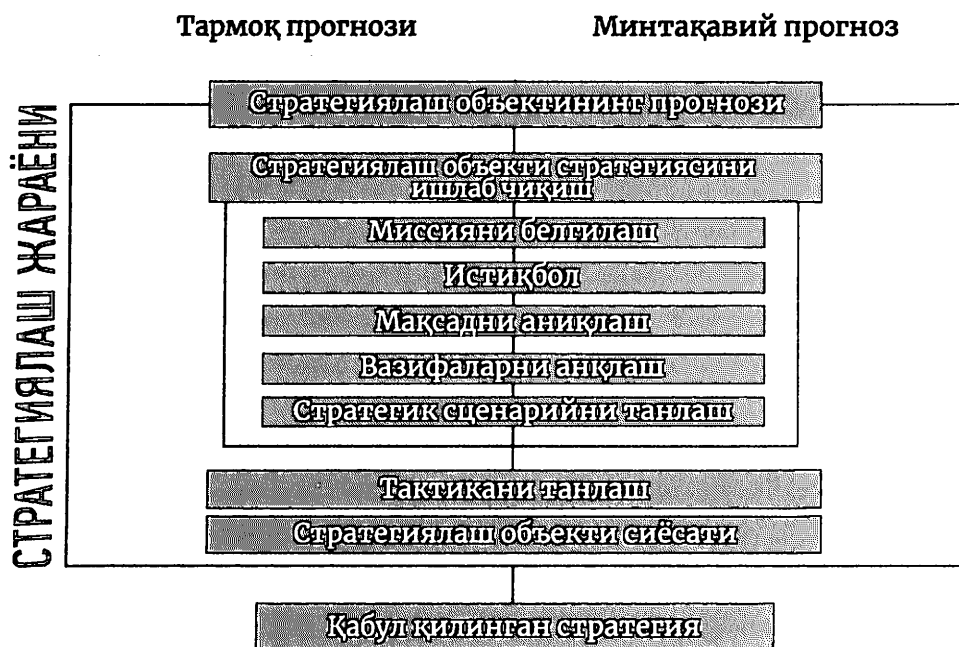 Тармоқ прогнози
Минтақавий прогноз
СТРАТЕГИЯЛАШ ЖАРАЁНИ
Стратегиялаш объектининг прогнози
Стратегиялаш объекти стратегиясини
ишлаб чиқиш
Миссияни белгилаш
Истиқбол
Мақсадни аниқлаш
Вазифаларни анқлаш
Стратегик сценарийни танлаш
Тактикани танлаш
Стратегиялаш объекти сиёсати
Қабул қилинган стратегия